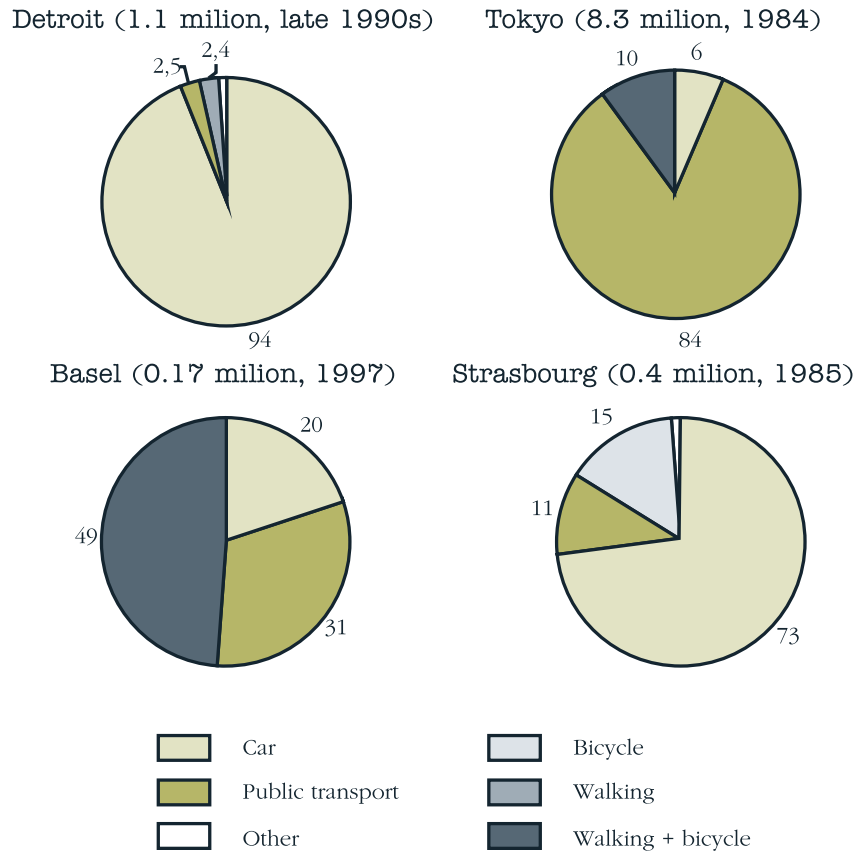 Detroit (1.1 milion, late 1990s)
2,5
2,4
94
Tokyo (8.3 milion, 1984)
10
6
84
Basel (0.17 milion, 1997)
20
49
31
Strasbourg (0.4 milion, 1985)
15
11
73
Car
Public transport
Other
Bicycle
Walking
Walking + bicycle